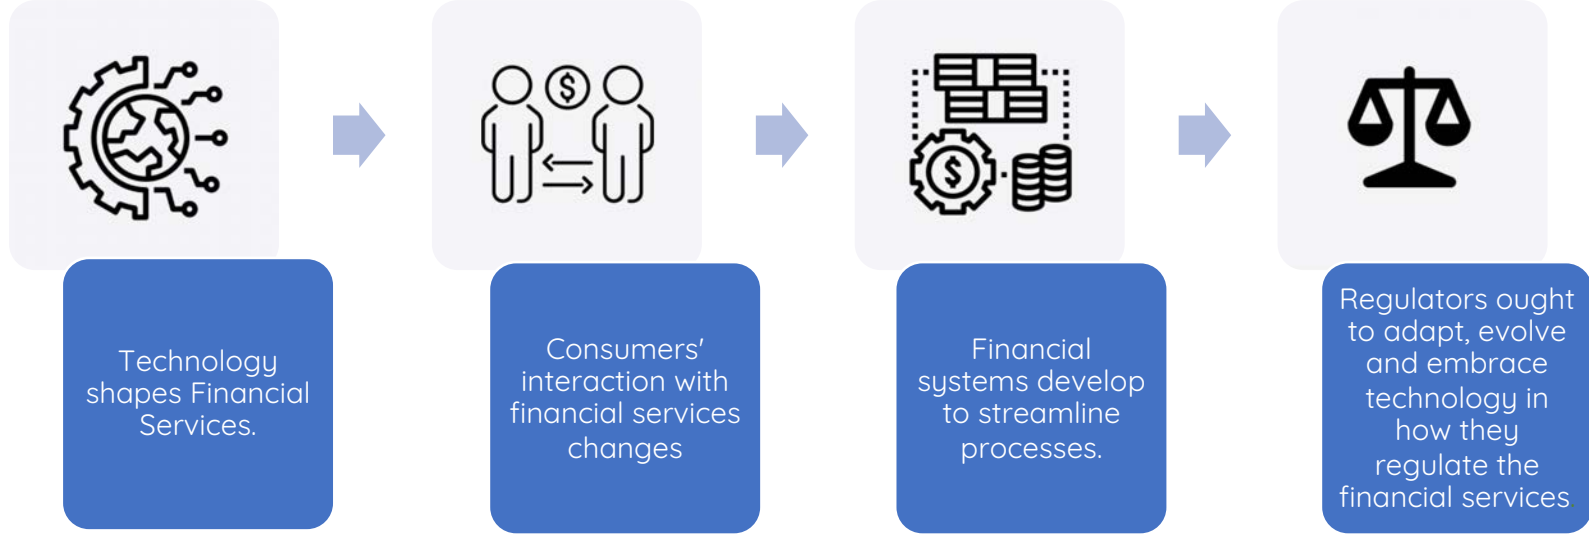 Technology
shapes Financial
Services.
Consumers'
interaction with
financial services
changes
Financial
systems develop
to streamline
processes.
Regulators ought
to adapt, evolve
and embrace
technology in
how they
regulate the
financial services.